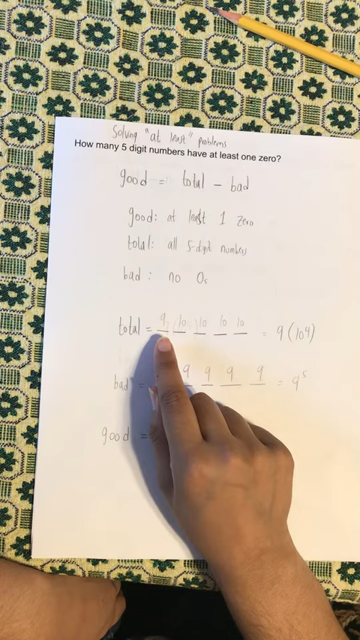 Solving "at least" problems
How many 5 digit numbers have at least one zero?
good = total - bad
good: at least 1 zero
total: all 5-digit numbers
bad: no 0s
total = 9 10 10 10 10 = 9(10⁴)
bad = 9 9 9 9 = 9⁵
good =